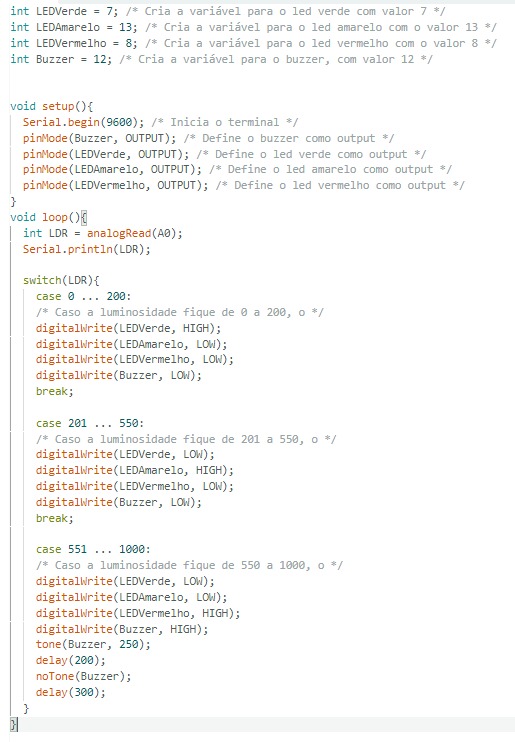 int LEDVerde = 7; /* Cria a variável para o led verde com valor 7 */
int LEDAmarelo = 13; /* Cria a variável para o led amarelo com o valor 13 */
int LEDVermelho = 8; /* Cria a variável para o led vermelho com o valor 8 */
int Buzzer = 12; /* Cria a variável para o buzzer, com valor 12 */
void setup(){
Serial.begin(9600); /* Inicia o terminal */
pinMode(Buzzer, OUTPUT); /* Define o buzzer como output */
pinMode(LEDVerde, OUTPUT); /* Define o led verde como output */
pinMode(LEDAmarelo, OUTPUT); /* Define o led amarelo como output */
pinMode(LEDVermelho, OUTPUT); /* Define o led vermelho como output */
}
void loop(){
int LDR = analogRead(A0);
Serial.println(LDR);
switch(LDR){
case 0 ... 200:
/* Caso a luminosidade fique de 0 a 200, o */
digitalWrite(LEDVerde, HIGH);
digitalWrite(LEDAmarelo, LOW);
digitalWrite(LEDVermelho, LOW);
digitalWrite(Buzzer, LOW);
break;
case 201 ... 550:
/* Caso a luminosidade fique de 201 a 550, o */
digitalWrite(LEDVerde, LOW);
digitalWrite(LEDAmarelo, HIGH);
digitalWrite(LEDVermelho, LOW);
digitalWrite(Buzzer, LOW);
break;
case 551 ... 1000:
/* Caso a luminosidade fique de 550 a 1000, o */
digitalWrite(LEDVerde, LOW);
digitalWrite(LEDAmarelo, LOW);
digitalWrite(LEDVermelho, HIGH);
digitalWrite(Buzzer, HIGH);
tone(Buzzer, 250);
delay(200);
noTone(Buzzer);
delay(300);
}
}